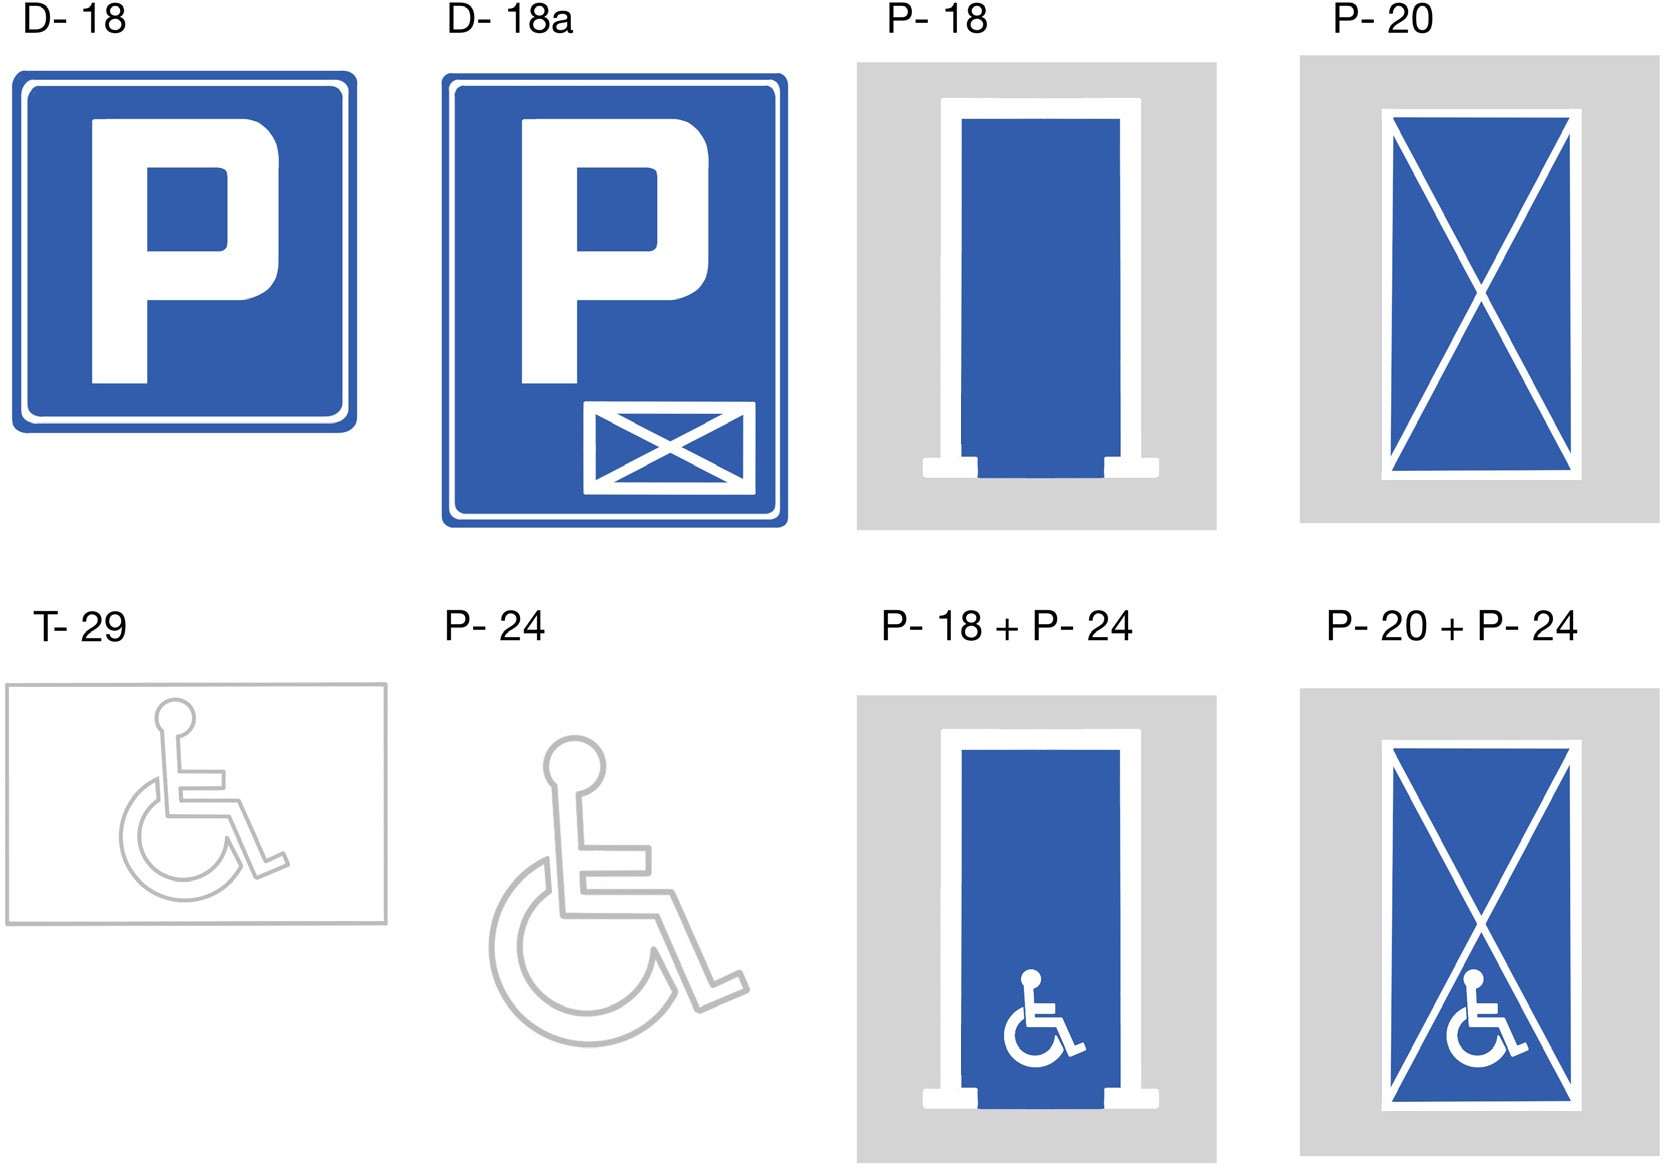 D- 18
D- 18a
P- 18
P- 20
P
P
T- 29
P- 24
P- 18 + P- 24
P- 20 + P- 24